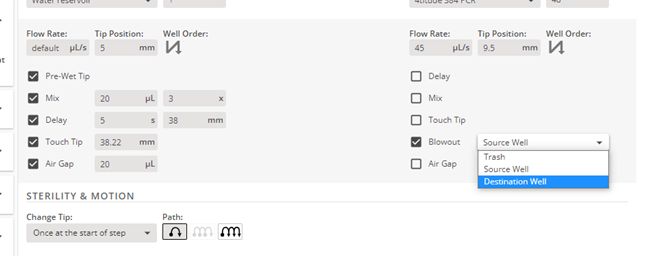 Water reservoir 1 4titude 384 PCR 40
Flow Rate: Tip Position: Well Order: Flow Rate: Tip Position: Well Order:
default µL/s 5 mm 45 µL/s 9.5 mm
Pre-Wet Tip Delay
Mix 20 µL 3 x Mix
Delay 5 s 38 mm Touch Tip
Touch Tip 38.22 mm Blowout Source Well
Trash
Air Gap 20 µL Air Gap Source Well
Destination Well
STERILITY & MOTION
Change Tip: Path:
Once at the start of step